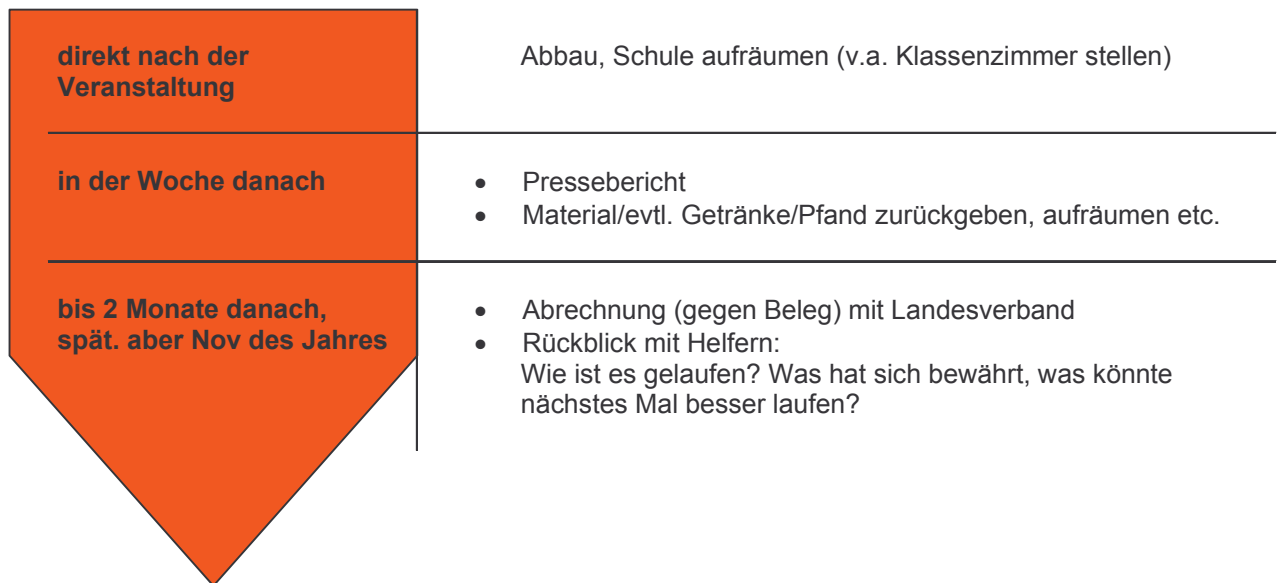 direkt nach der
Veranstaltung
Abbau, Schule aufräumen (v.a. Klassenzimmer stellen)
in der Woche danach
• Pressebericht
• Material/evtl. Getränke/Pfand zurückgeben, aufräumen etc.
bis 2 Monate danach,
spät. aber Nov des Jahres
• Abrechnung (gegen Beleg) mit Landesverband
• Rückblick mit Helfern:
Wie ist es gelaufen? Was hat sich bewährt, was könnte
nächstes Mal besser laufen?